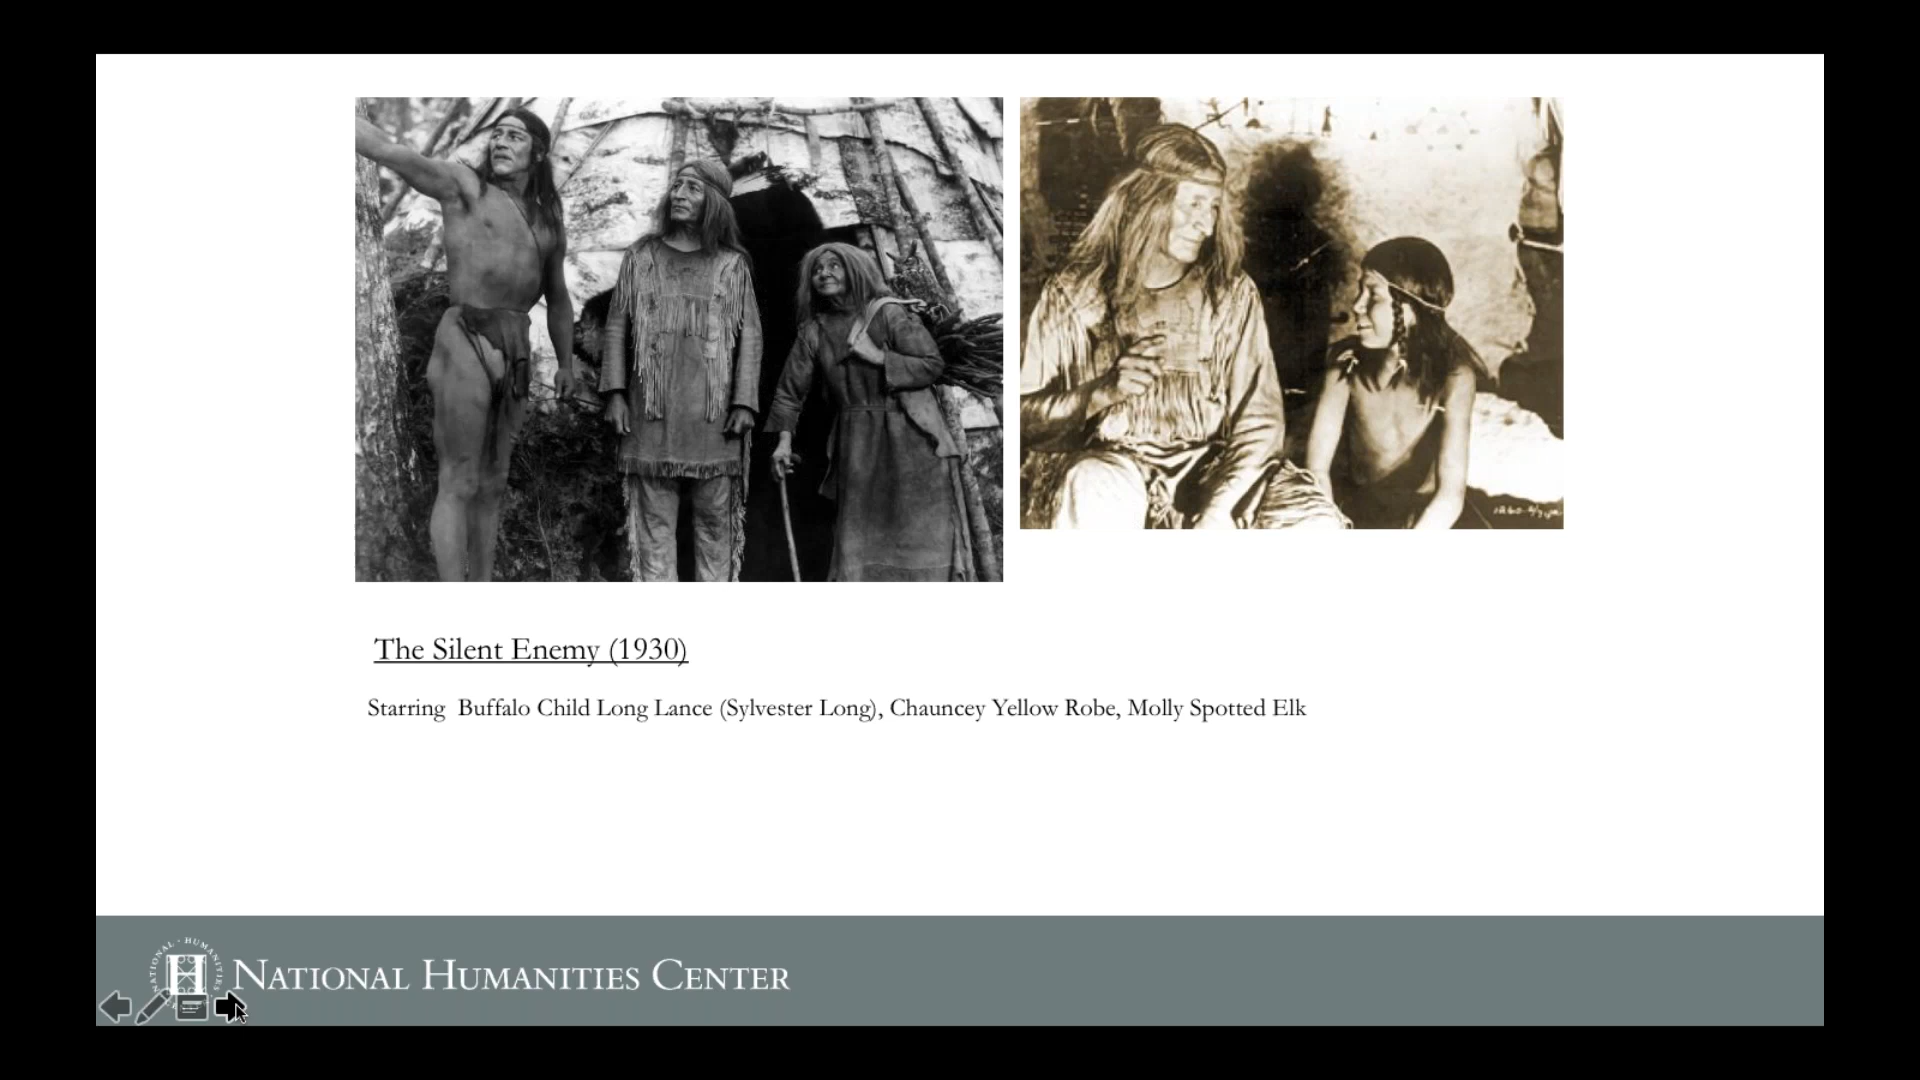 The Silent Enemy (1930)
Starring Buffalo Child Long Lance (Sylvester Long), Chauncey Yellow Robe, Molly Spotted Elk
NATIONAL HUMANITIES CENTER